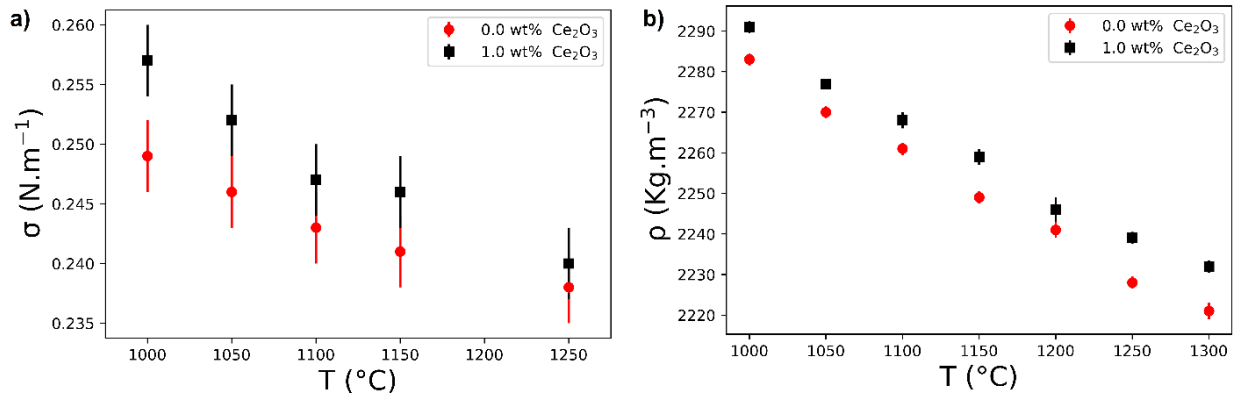 a)
0.0 wt% Ce₂O₃
1.0 wt% Ce₂O₃
0.260
0.255
0.250
0.245
0.240
0.235
σ (N.m⁻¹)
1000 1050 1100 1150 1200 1250
T (°C)
b)
0.0 wt% Ce₂O₃
1.0 wt% Ce₂O₃
2290
2280
2270
2260
2250
2240
2230
2220
ρ (Kg.m⁻³)
1000 1050 1100 1150 1200 1250 1300
T (°C)